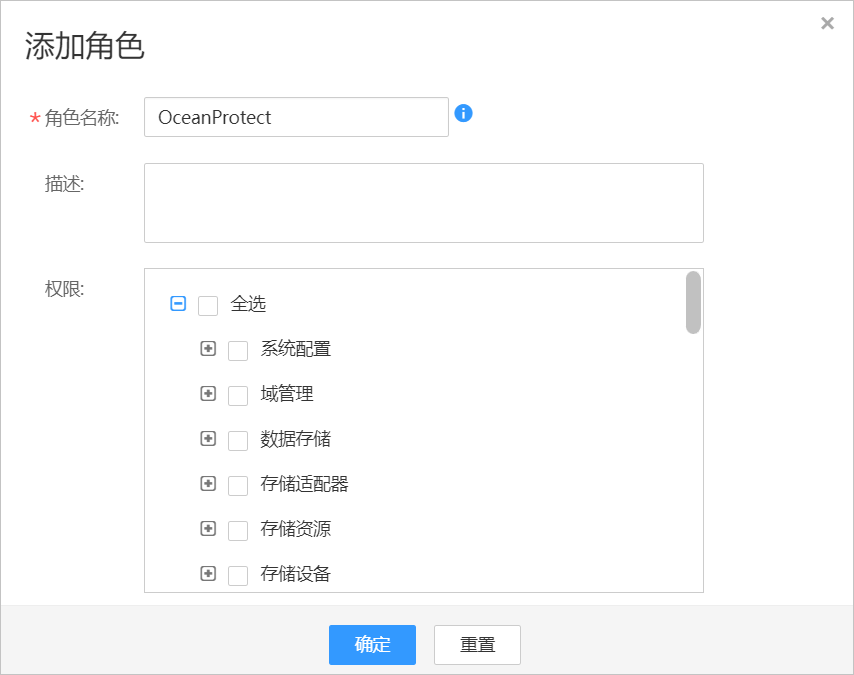 添加角色
* 角色名称: OceanProtect
描述:
权限:
全选
系统配置
域管理
数据存储
存储适配器
存储资源
存储设备
确定 重置